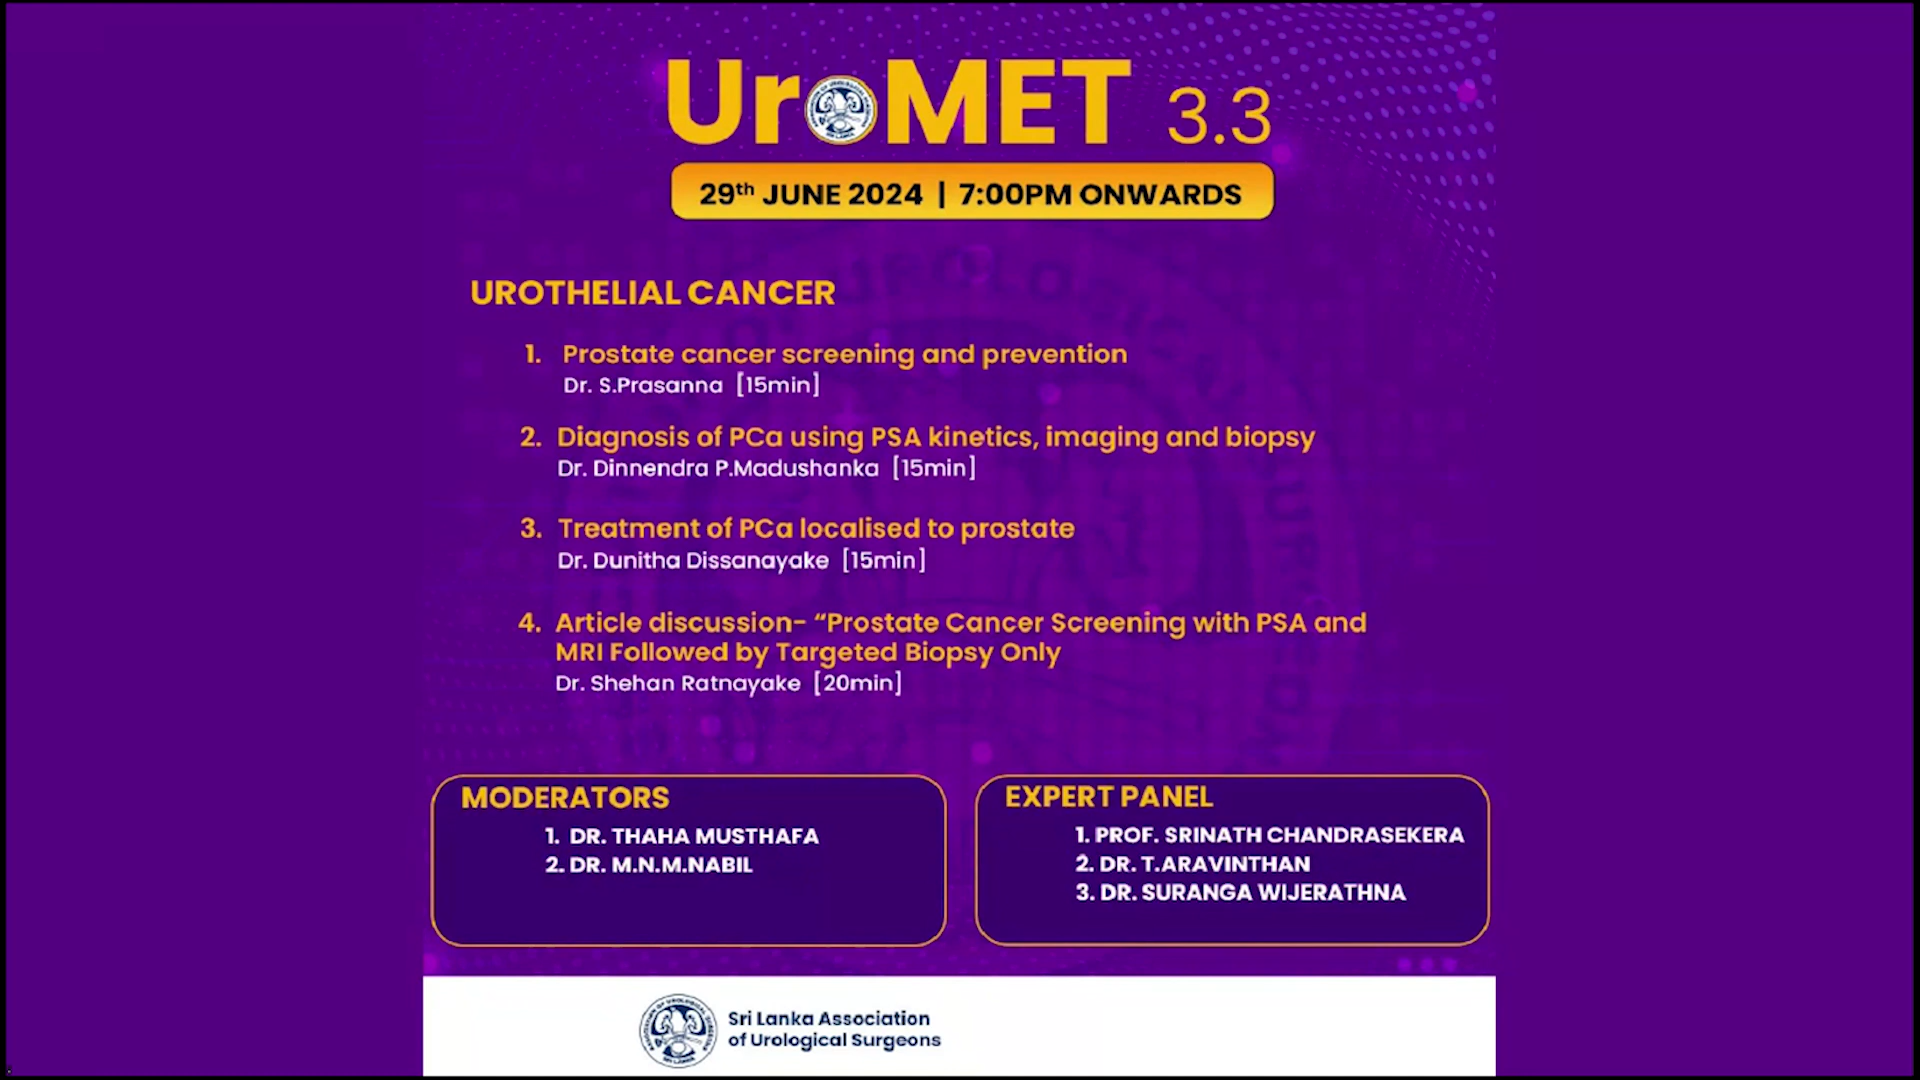 UroMET 3.3
29th JUNE 2024 | 7:00PM ONWARDS
UROTHELIAL CANCER
1. Prostate cancer screening and prevention
Dr. S.Prasanna [15min]
2. Diagnosis of PCa using PSA kinetics, imaging and biopsy
Dr. Dinnendra P.Madushanka [15min]
3. Treatment of PCa localised to prostate
Dr. Dunitha Dissanayake [15min]
4. Article discussion- “Prostate Cancer Screening with PSA and
MRI Followed by Targeted Biopsy Only
Dr. Shehan Ratnayake [20min]
MODERATORS
1. DR. THAHA MUSTHAFA
2. DR. M.N.M.NABIL
EXPERT PANEL
1. PROF. SRINATH CHANDRASEKERA
2. DR. T.ARAVINTHAN
3. DR. SURANGA WIJERATHNA
Sri Lanka Association
of Urological Surgeons